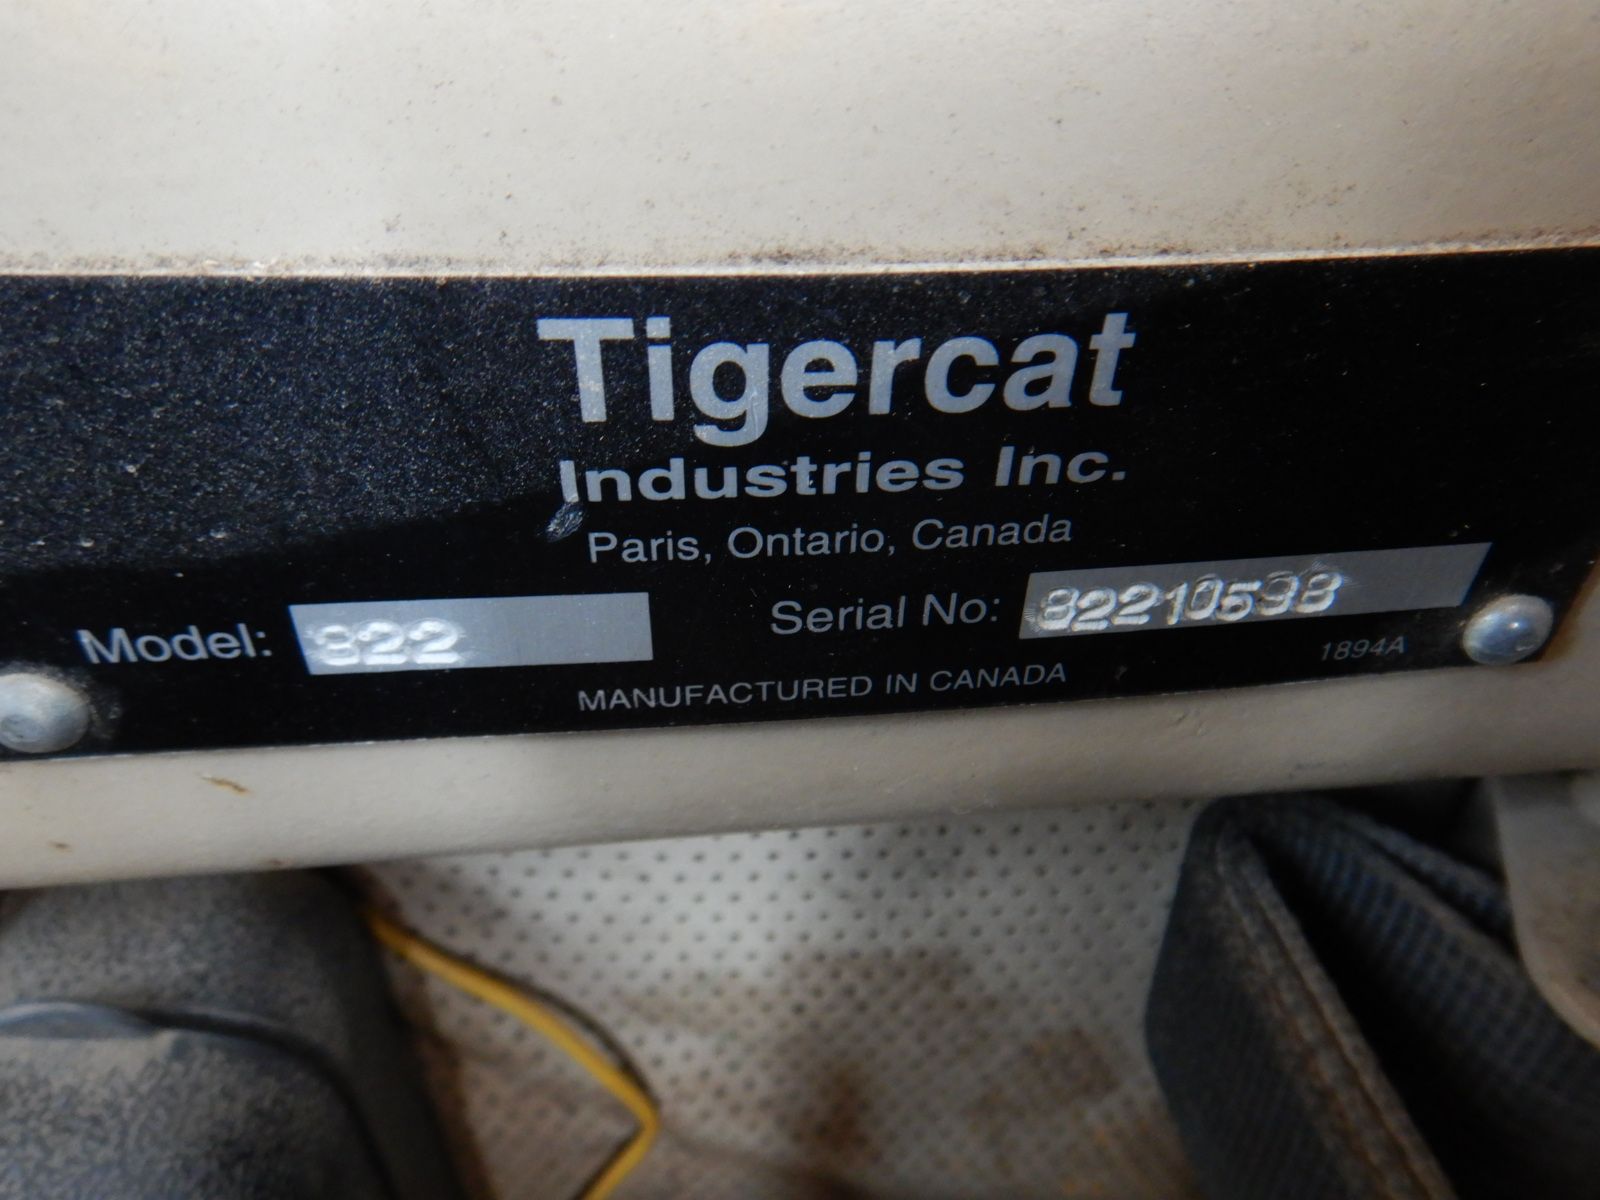 Tigercat
Industries Inc.
Paris, Ontario, Canada
Model: 822 Serial No: 82210538
MANUFACTURED IN CANADA 1894A